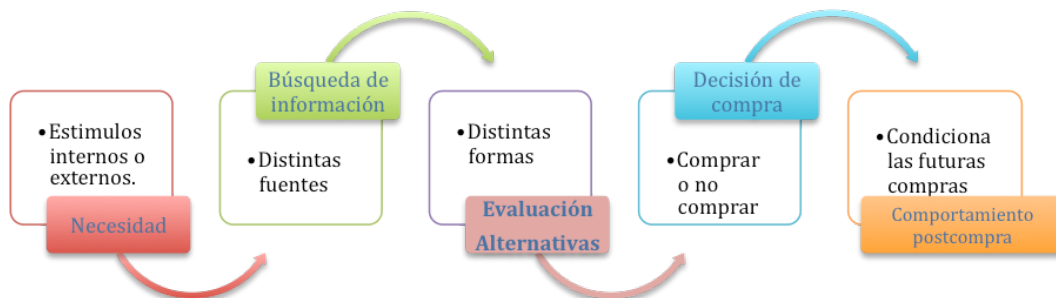 •Estimulos
internos o
externos.
Necesidad
Búsqueda de
información
•Distintas
fuentes
•Distintas
formas
Evaluación
Alternativas
Decisión de
compra
•Comprar
o no
comprar
•Condiciona
las futuras
compras
Comportamiento
postcompra